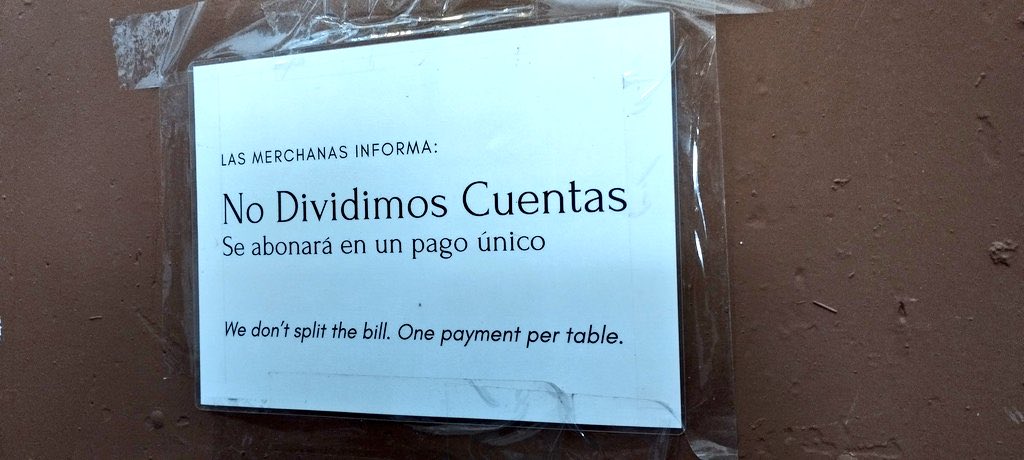 LAS MERCHANAS INFORMA:
No Dividimos Cuentas
Se abonará en un pago único
We don't split the bill. One payment per table.